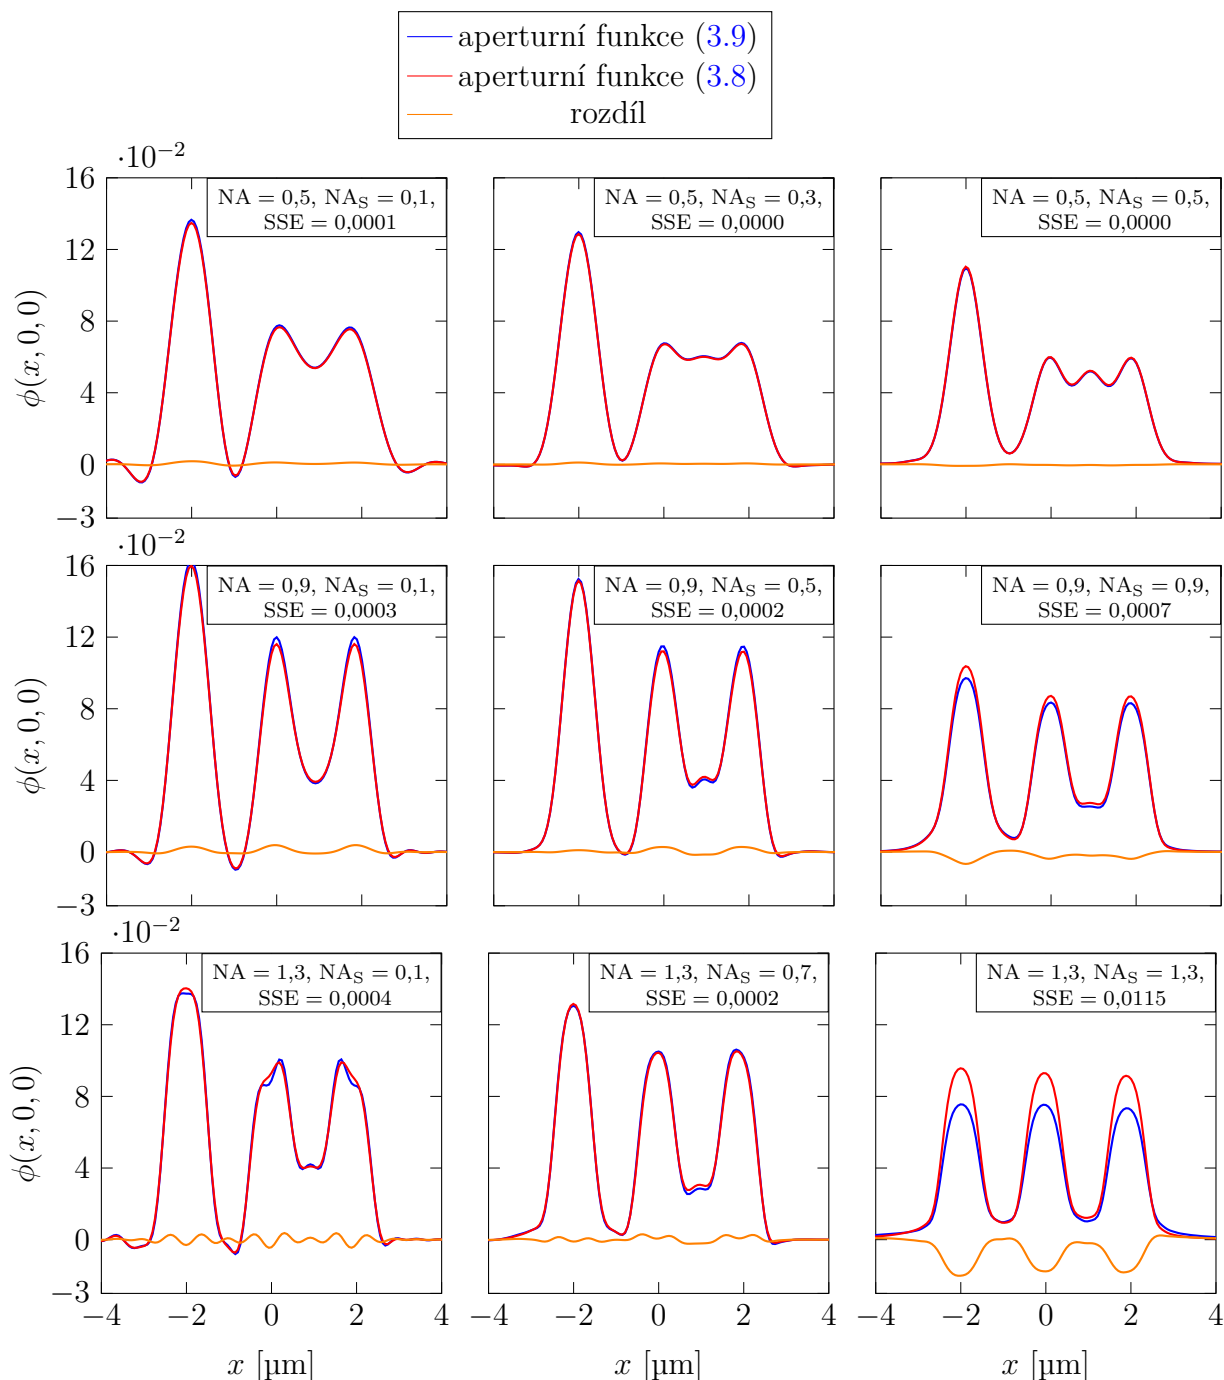 aperturní funkce (3.9)
aperturní funkce (3.8)
rozdíl
·10⁻²
16
12
8
4
0
−3
ϕ(x, 0, 0)
NA = 0,5, NA_S = 0,1,
SSE = 0,0001
NA = 0,5, NA_S = 0,3,
SSE = 0,0000
NA = 0,5, NA_S = 0,5,
SSE = 0,0000
·10⁻²
16
12
8
4
0
−3
ϕ(x, 0, 0)
NA = 0,9, NA_S = 0,1,
SSE = 0,0003
NA = 0,9, NA_S = 0,5,
SSE = 0,0002
NA = 0,9, NA_S = 0,9,
SSE = 0,0007
·10⁻²
16
12
8
4
0
−3
ϕ(x, 0, 0)
NA = 1,3, NA_S = 0,1,
SSE = 0,0004
NA = 1,3, NA_S = 0,7,
SSE = 0,0002
NA = 1,3, NA_S = 1,3,
SSE = 0,0115
−4 −2 0 2 4
−4 −2 0 2 4
−4 −2 0 2 4
x [µm]
x [µm]
x [µm]